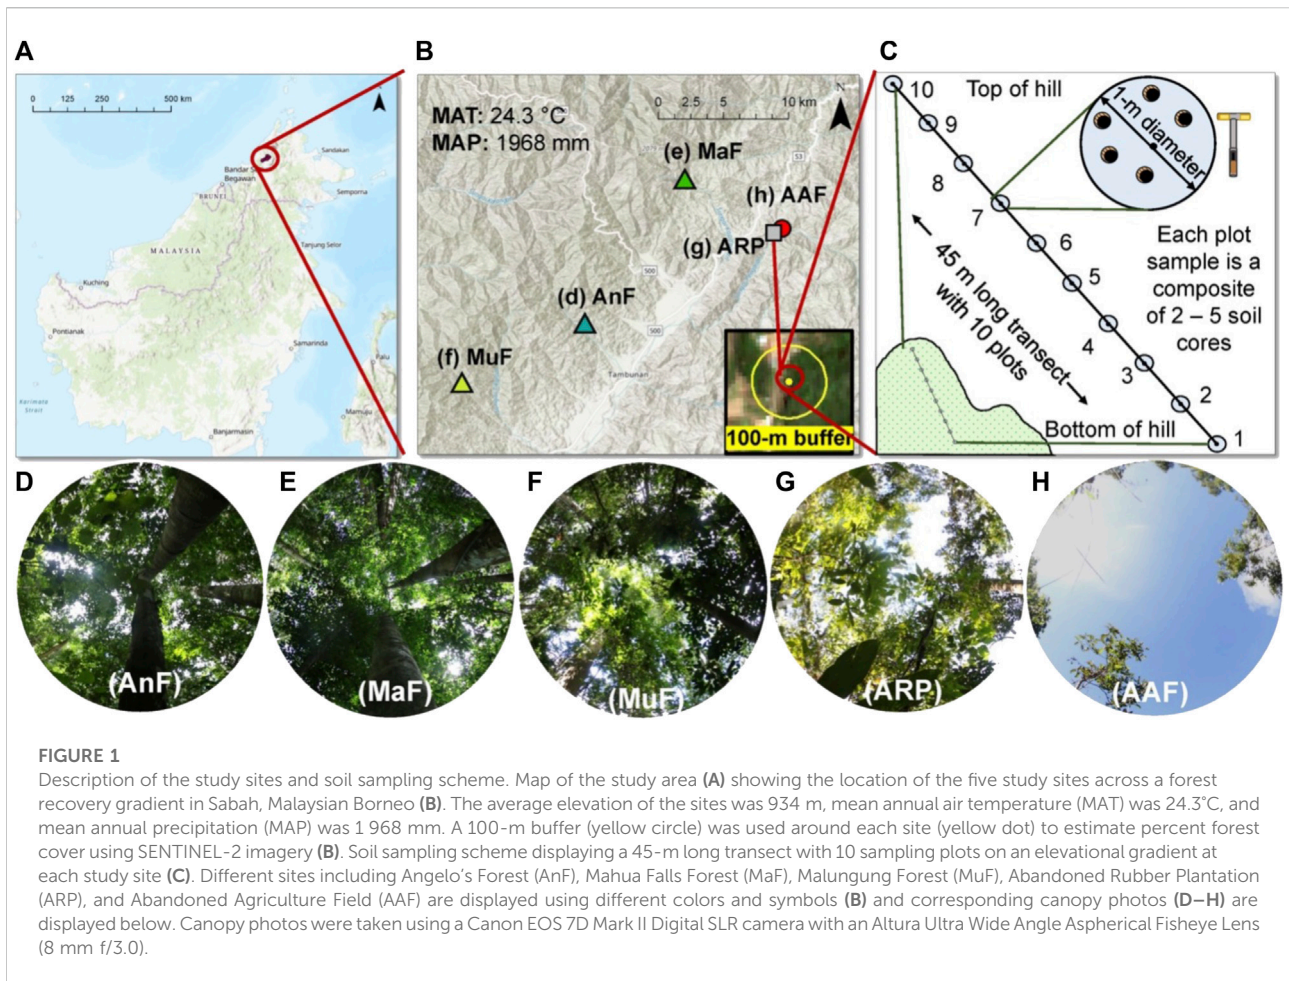 A
0 125 250 500 km
Sandakan
Bandar S
Begawan
Semporna
BRUNEI
Tanjung Selor
MALAYSIA
Kuching
Pontianak
Samarinda
Palu
Karimata
Strait
Mamuju
Banjarmasin
B
MAT: 24.3 °C
MAP: 1968 mm
0 2.5 5 10 km
N
53
(e) MaF
(h) AAF
(g) ARP
500
(d) AnF
500
(f) MuF
Tambunan
100-m buffer
C
10
Top of hill
9
8
7
6
5
4
3
2
1
1-m diameter
45 m long transect
with 10 plots
Each plot
sample is a
composite
of 2 – 5 soil
cores
Bottom of hill
D
(AnF)
E
(MaF)
F
(MuF)
G
(ARP)
H
(AAF)
FIGURE 1
Description of the study sites and soil sampling scheme. Map of the study area (A) showing the location of the five study sites across a forest
recovery gradient in Sabah, Malaysian Borneo (B). The average elevation of the sites was 934 m, mean annual air temperature (MAT) was 24.3°C, and
mean annual precipitation (MAP) was 1 968 mm. A 100-m buffer (yellow circle) was used around each site (yellow dot) to estimate percent forest
cover using SENTINEL-2 imagery (B). Soil sampling scheme displaying a 45-m long transect with 10 sampling plots on an elevational gradient at
each study site (C). Different sites including Angelo's Forest (AnF), Mahua Falls Forest (MaF), Malungung Forest (MuF), Abandoned Rubber Plantation
(ARP), and Abandoned Agriculture Field (AAF) are displayed using different colors and symbols (B) and corresponding canopy photos (D–H) are
displayed below. Canopy photos were taken using a Canon EOS 7D Mark II Digital SLR camera with an Altura Ultra Wide Angle Aspherical Fisheye Lens
(8 mm f/3.0).